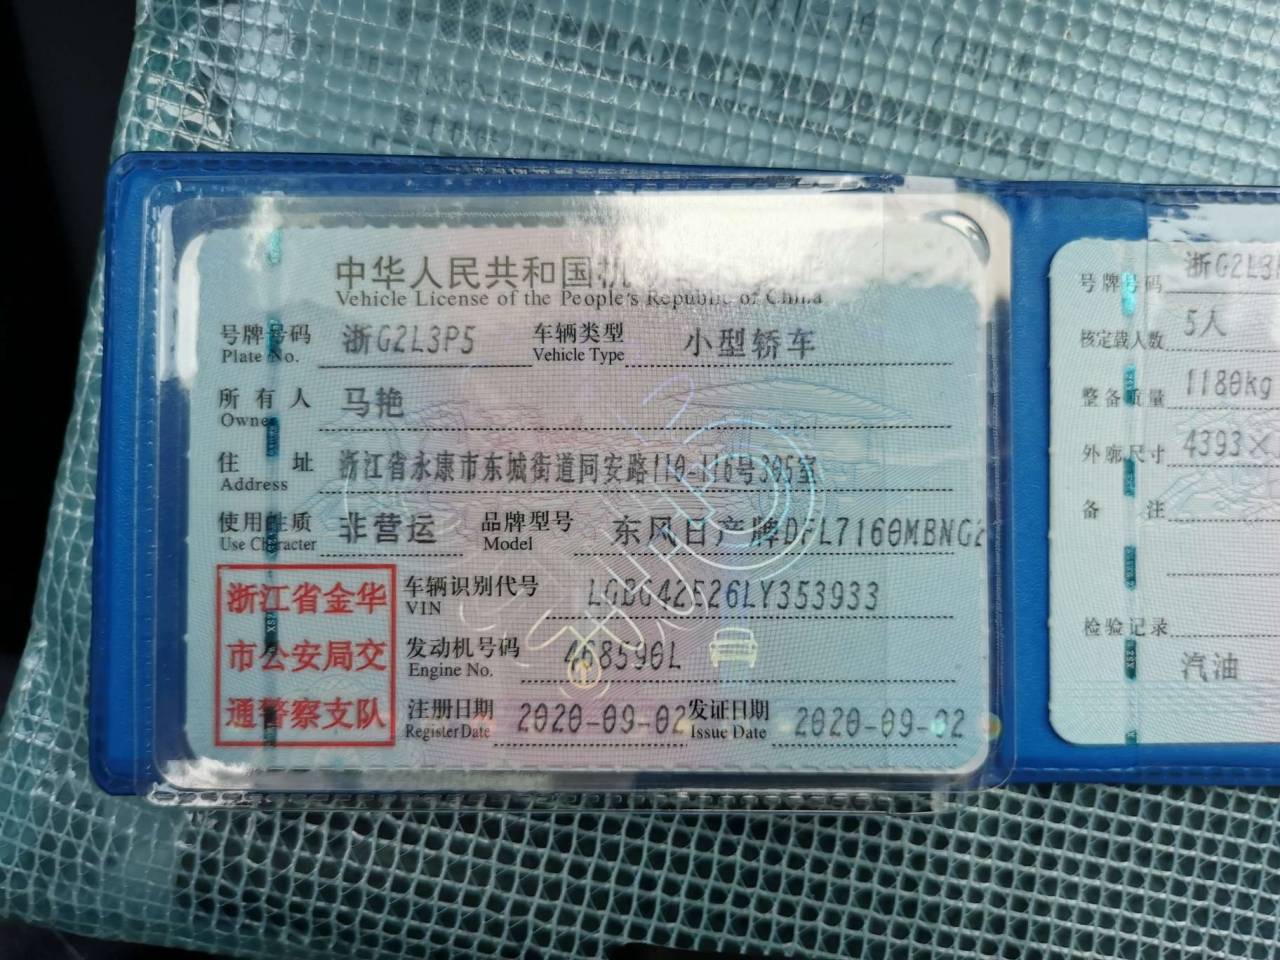 中华人民共和国机
Vehicle License of the People's Republic of China
号牌号码 浙G2L3P5 车辆类型 小型轿车
Plate No. Vehicle Type
所有人 马艳
Owner
住 址 浙江省永康市东城街道同安路110-116号305室
Address
使用性质 非营运 品牌型号 东风日产牌DFL7160MBNG2
Use Character Model
车辆识别代号 LGBG42E26LY353933
VIN
发动机号码 468590L
Engine No.
注册日期 2020-09-02 发证日期 2020-09-02
Register Date Issue Date
浙江省金华
市公安局交
通警察支队
号牌号码 浙G2L3
核定载人数 5人
整备质量 1180kg
外廓尺寸 4393×
备 注
检验记录
汽油